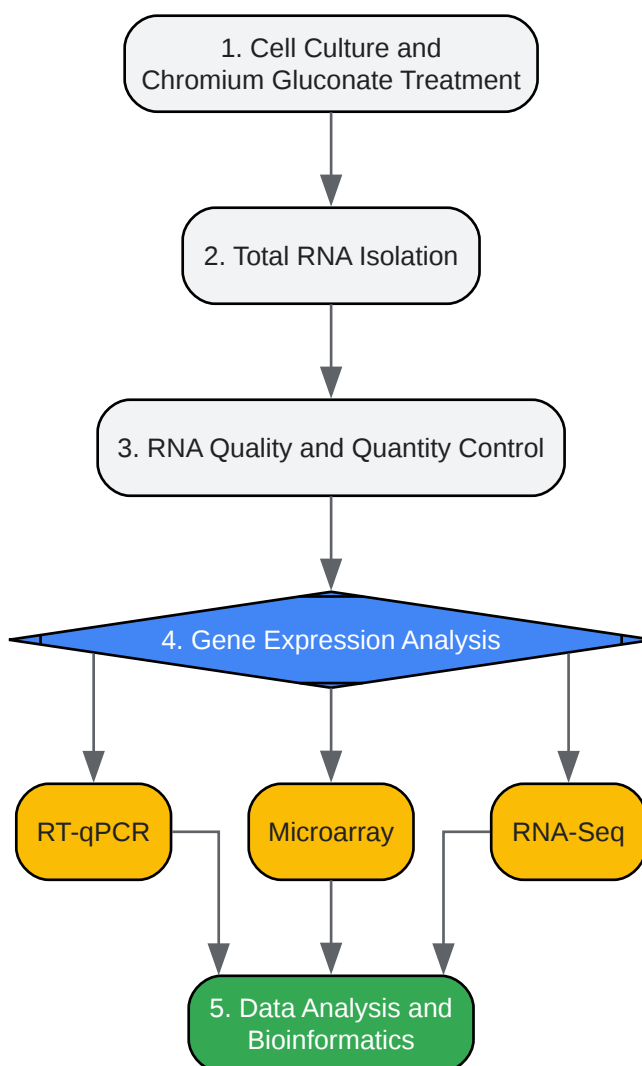 1. Cell Culture and
Chromium Gluconate Treatment
2. Total RNA Isolation
3. RNA Quality and Quantity Control
4. Gene Expression Analysis
RT-qPCR
Microarray
RNA-Seq
5. Data Analysis and
Bioinformatics